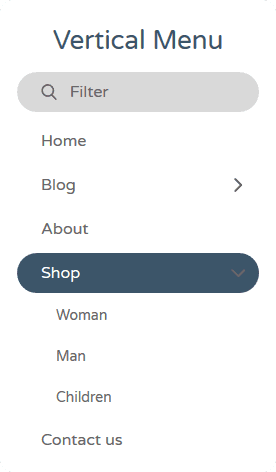 Vertical Menu
Filter
Home
Blog
About
Shop
Woman
Man
Children
Contact us